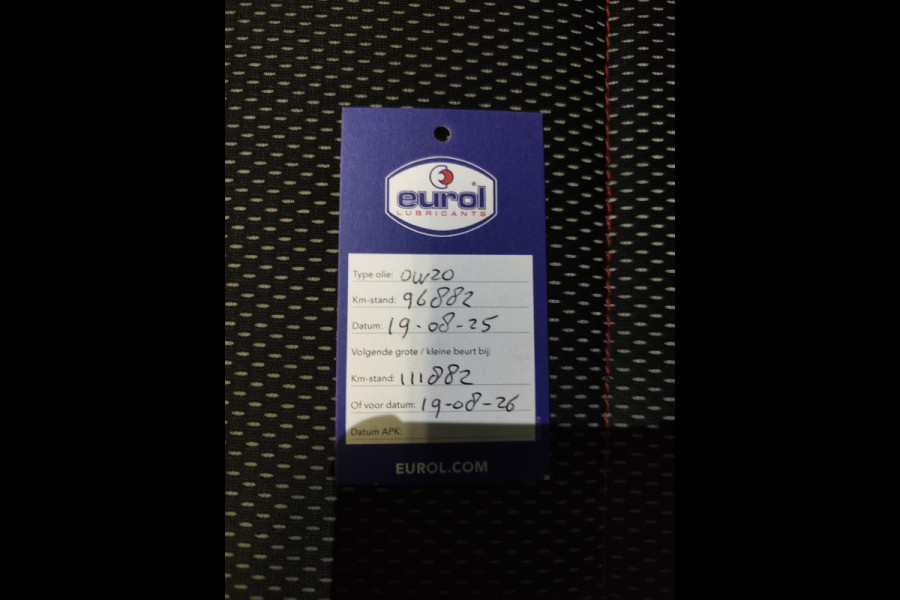 eurol®
LUBRICANTS
Type olie: 0W20
Km-stand: 96882
Datum: 19-08-25
Volgende grote / kleine beurt bij:
Km-stand: 111882
Of voor datum: 19-08-26
Datum APK:
EUROL.COM